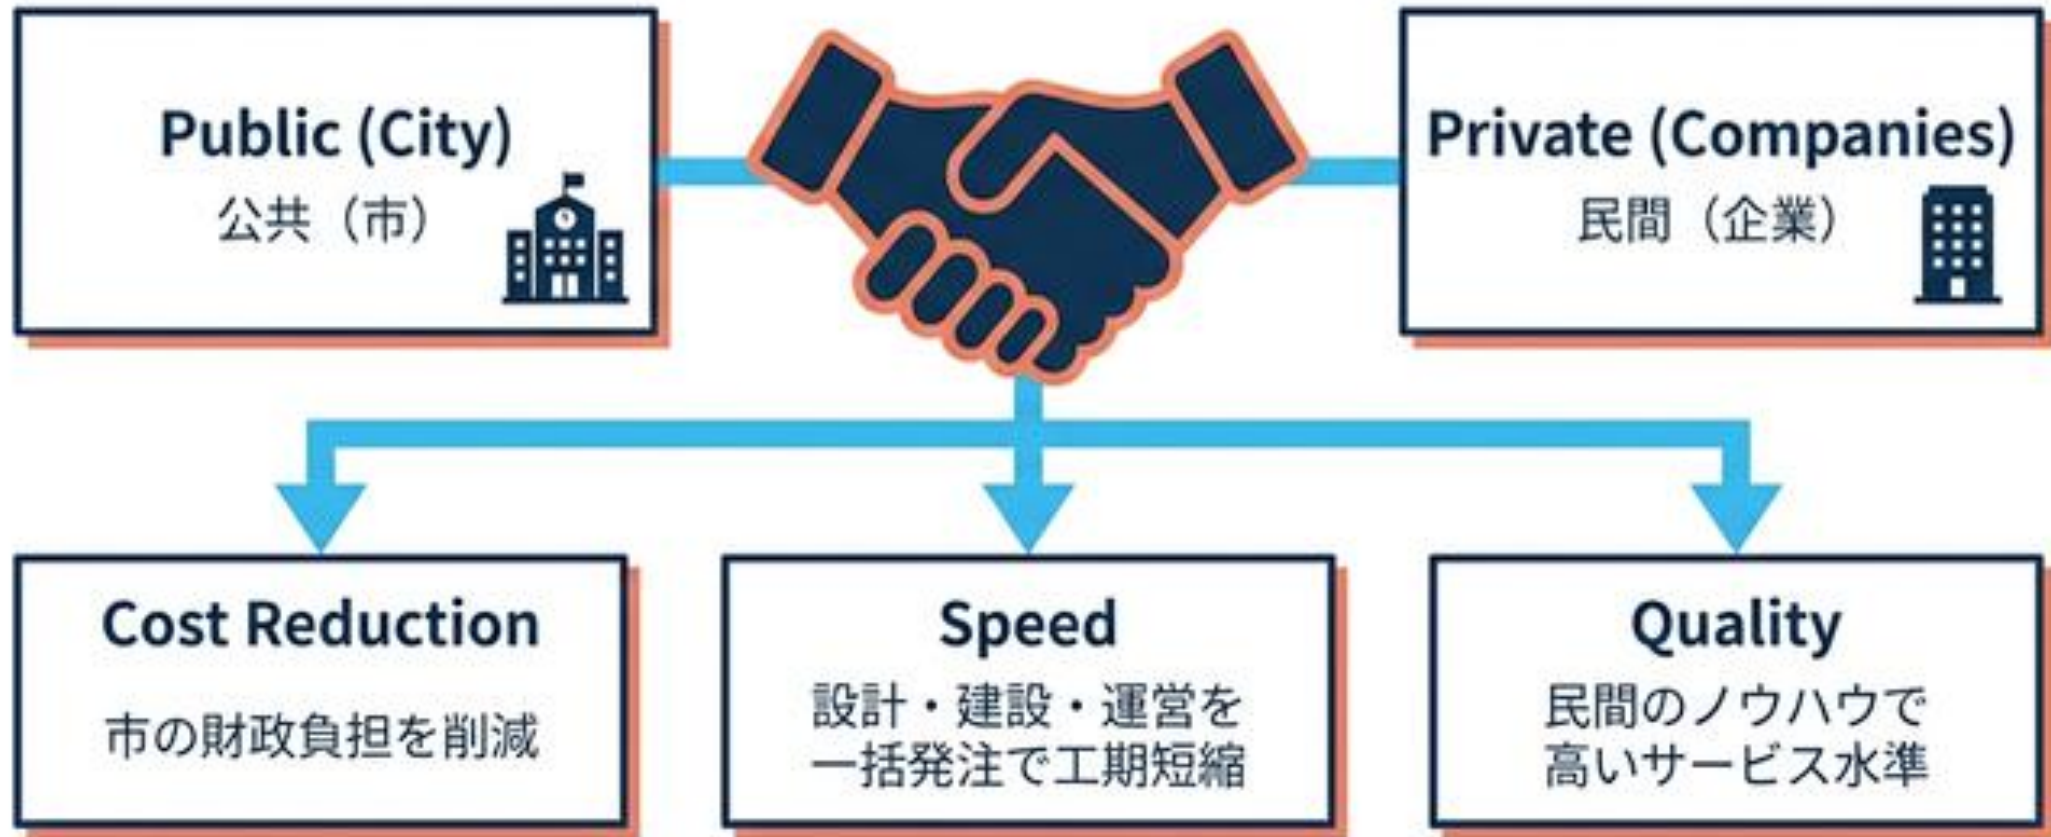 Public (City)
公共（市）
Private (Companies)
民間（企業）
Cost Reduction
市の財政負担を削減
Speed
設計・建設・運営を
一括発注で工期短縮
Quality
民間のノウハウで
高いサービス水準